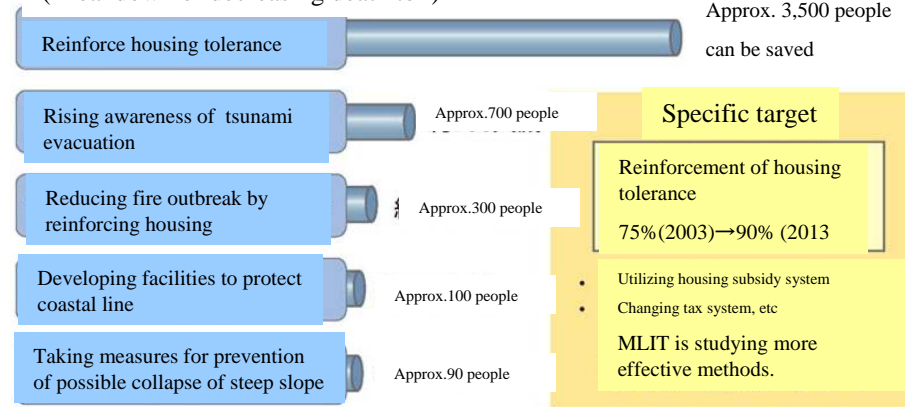 Reinforce housing tolerance
Approx. 3,500 people
can be saved
Rising awareness of tsunami
evacuation
Approx.700 people
Reducing fire outbreak by
reinforcing housing
Approx.300 people
Developing facilities to protect
coastal line
Approx.100 people
Taking measures for prevention
of possible collapse of steep slope
Approx.90 people
Specific target
Reinforcement of housing
tolerance
75%(2003)→90% (2013
• Utilizing housing subsidy system
• Changing tax system, etc
MLIT is studying more
effective methods.